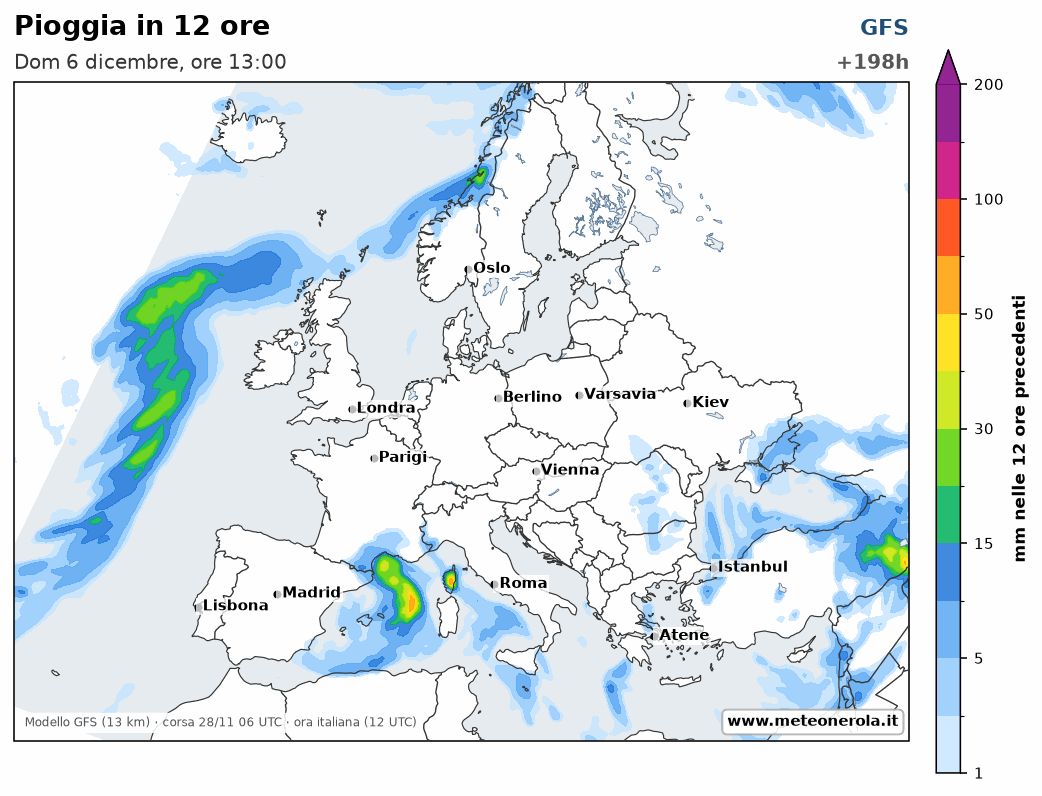 Pioggia in 12 ore
GFS
Dom 6 dicembre, ore 13:00
+198h
200
100
50
30
15
5
1
mm nelle 12 ore precedenti
Oslo
Berlino
Varsavia
Kiev
Londra
Parigi
Vienna
Istanbul
Roma
Madrid
Lisbona
Atene
Modello GFS (13 km) · corsa 28/11 06 UTC · ora italiana (12 UTC)
www.meteonerola.it